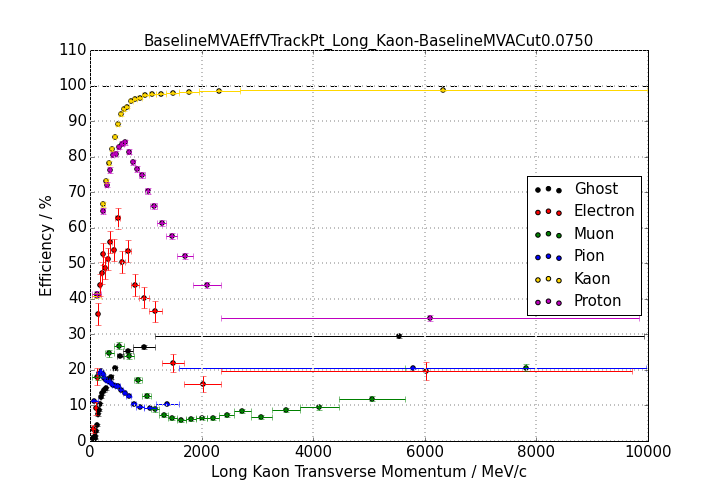 BaselineMVAEffVTrackPt_Long_Kaon-BaselineMVACut0.0750
110
100
90
80
70
60
50
40
30
20
10
0
Efficiency / %
Ghost
Electron
Muon
Pion
Kaon
Proton
0 2000 4000 6000 8000 10000
Long Kaon Transverse Momentum / MeV/c